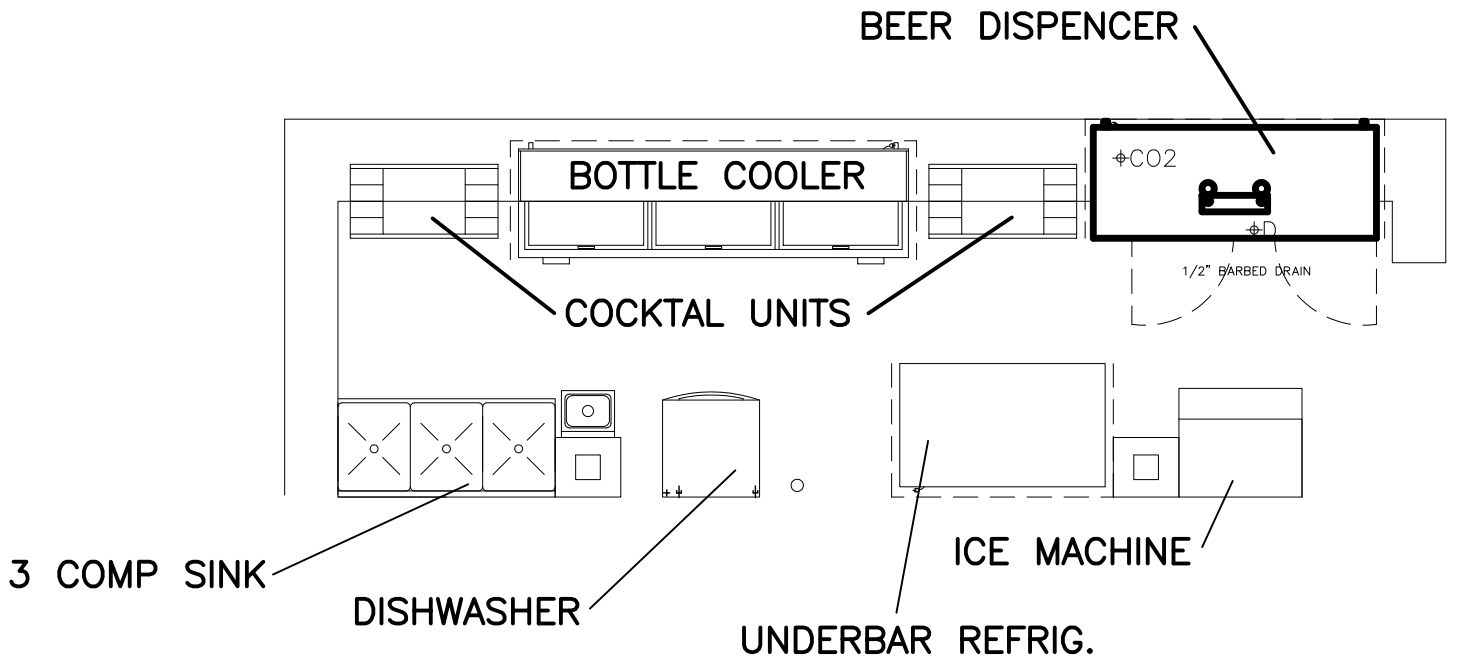 BEER DISPENCER
CO2
BOTTLE COOLER
D
1/2" BARBED DRAIN
COCKTAL UNITS
ICE MACHINE
3 COMP SINK
DISHWASHER
UNDERBAR REFRIG.